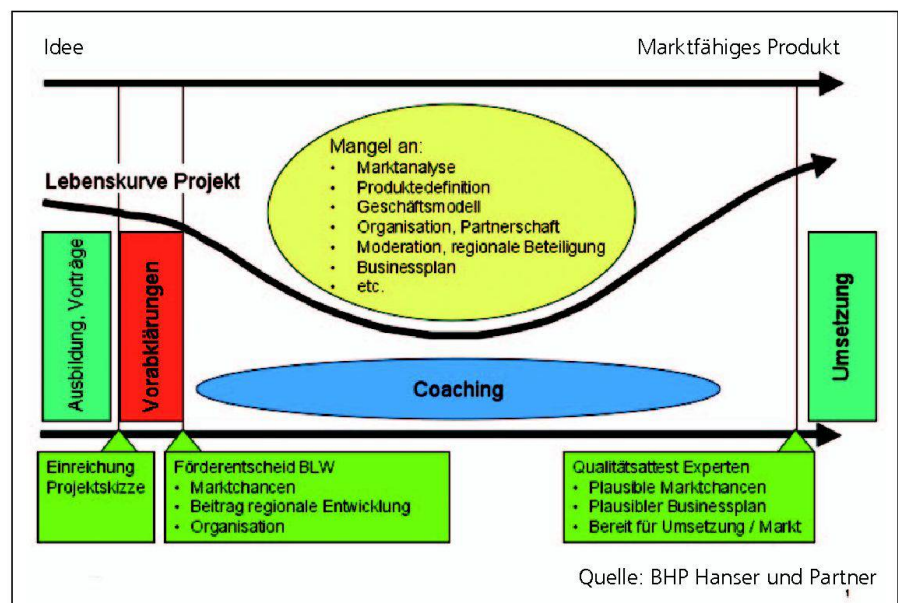 Idee
Marktfähiges Produkt
Mangel an:
• Marktanalyse
• Produktedefinition
• Geschäftsmodell
• Organisation, Partnerschaft
• Moderation, regionale Beteiligung
• Businessplan
• etc.
Lebenskurve Projekt
Ausbildung, Vorträge
Vorabklärungen
Coaching
Umsetzung
Einreichung
Projektskizze
Förderentscheid BLW
• Marktchancen
• Beitrag regionale Entwicklung
• Organisation
Qualitätsattest Experten
• Plausible Marktchancen
• Plausibler Businessplan
• Bereit für Umsetzung / Markt
Quelle: BHP Hanser und Partner
1